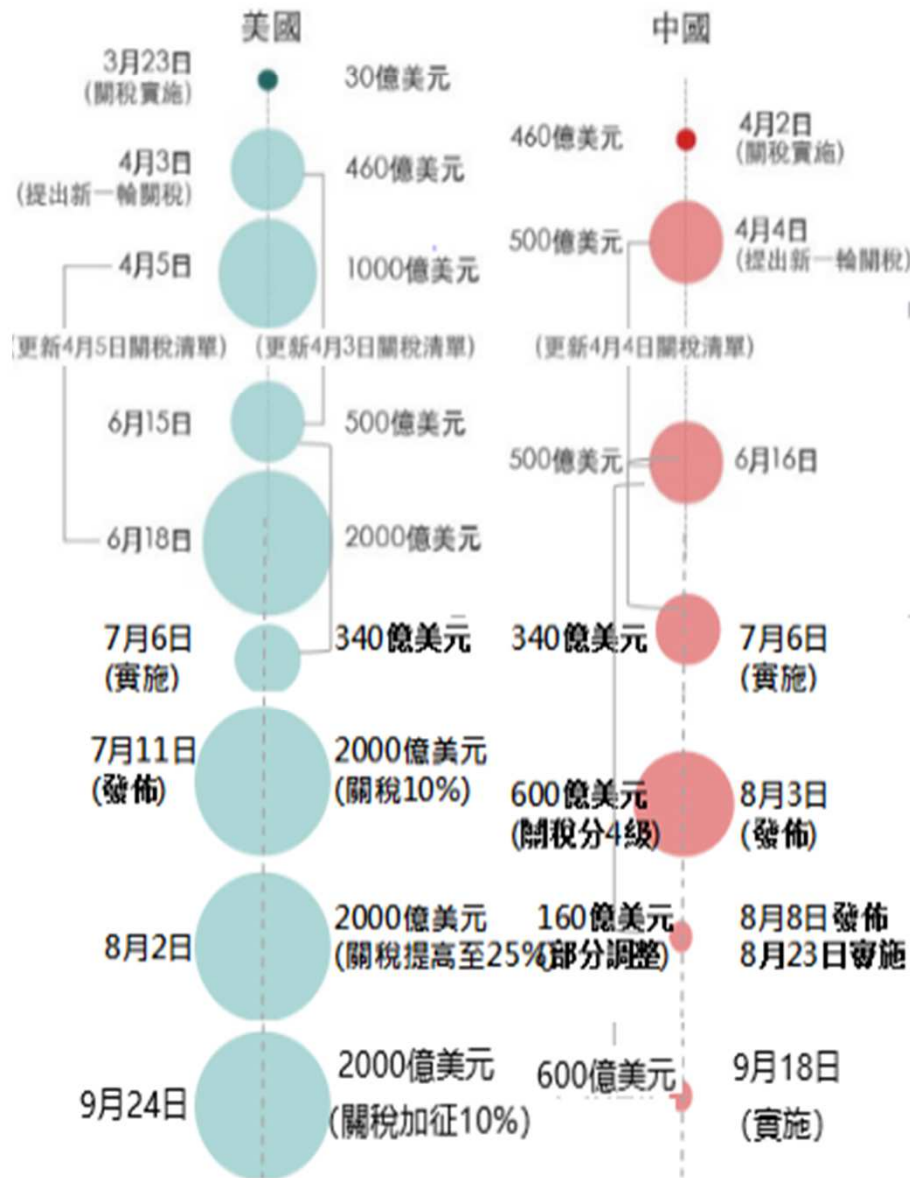 美國
中國
3月23日
(關稅實施)
30億美元
460億美元
4月2日
(關稅實施)
4月3日
(提出新一輪關稅)
460億美元
500億美元
4月4日
(提出新一輪關稅)
4月5日
1000億美元
(更新4月5日關稅清單)
(更新4月3日關稅清單)
(更新4月4日關稅清單)
6月15日
500億美元
500億美元
6月16日
6月18日
2000億美元
7月6日
(實施)
340億美元
340億美元
7月6日
(實施)
7月11日
(發佈)
2000億美元
(關稅10%)
600億美元
(關稅分4級)
8月3日
(發佈)
8月2日
2000億美元
(關稅提高至25%)
160億美元
(部分調整)
8月8日發佈
8月23日實施
9月24日
2000億美元
(關稅加征10%)
600億美元
9月18日
(實施)